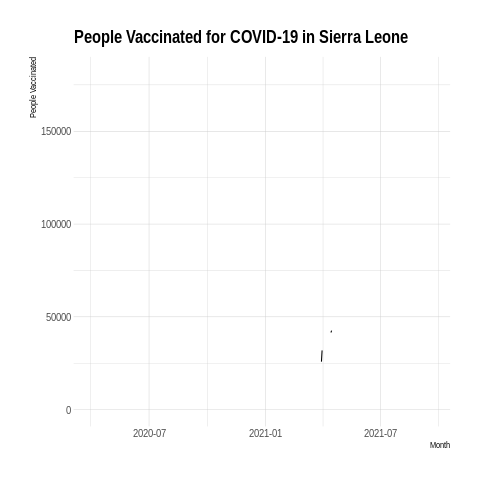 People Vaccinated for COVID-19 in Sierra Leone
People Vaccinated
150000
100000
50000
0
2020-07 2021-01 2021-07
Month